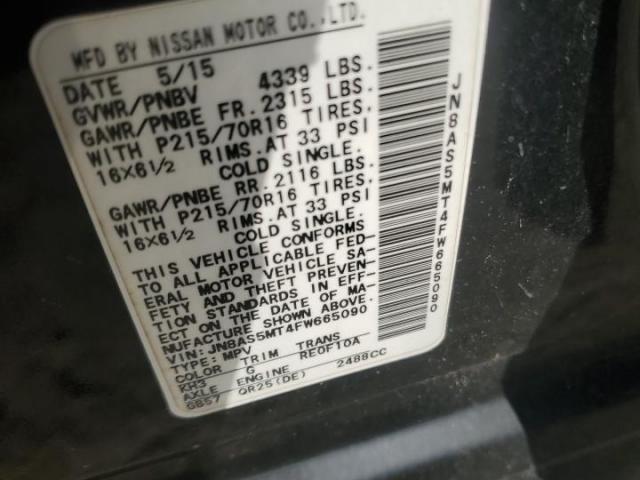 MFD BY NISSAN MOTOR CO.,LTD.
DATE 5/15
GVWR/PNBV 4339 LBS.
GAWR/PNBE FR. 2315 LBS.
WITH P215/70R16 TIRES.
16X6½ RIMS.AT 33 PSI
COLD SINGLE.
GAWR/PNBE RR. 2116 LBS.
WITH P215/70R16 TIRES.
16X6½ RIMS.AT 33 PSI
COLD SINGLE.
THIS VEHICLE CONFORMS
TO ALL APPLICABLE FED-
ERAL MOTOR VEHICLE SA-
FETY AND THEFT PREVEN-
TION STANDARDS IN EFF-
ECT ON THE DATE OF MA-
NUFACTURE SHOWN ABOVE.
VIN: JN8AS5MT4FW665090
TYPE: MPV
COLOR TRIM TRANS
KH3 G RE0F10A
AXLE ENGINE
GB57 QR25(DE) 2488CC
JN8AS5MT4FW665090